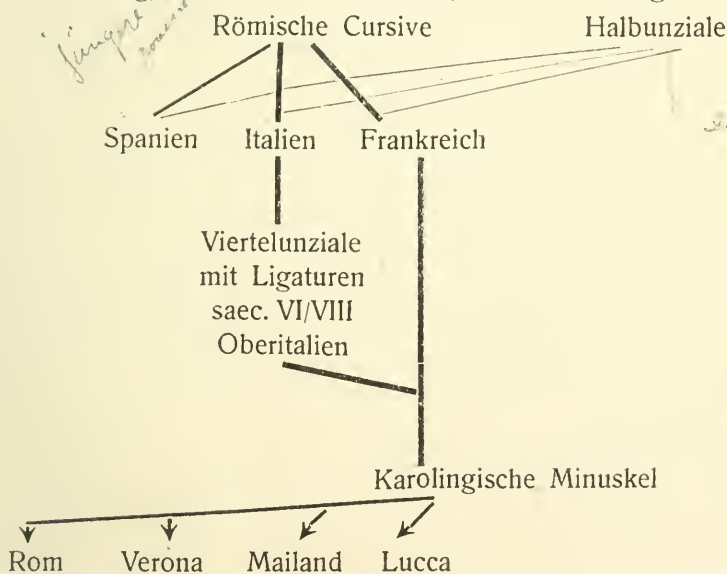 jüngere
Römische Cursive Halbunziale
Spanien Italien Frankreich
Viertelunziale
mit Ligaturen
saec. VI/VIII
Oberitalien
Karolingische Minuskel
Rom Verona Mailand Lucca